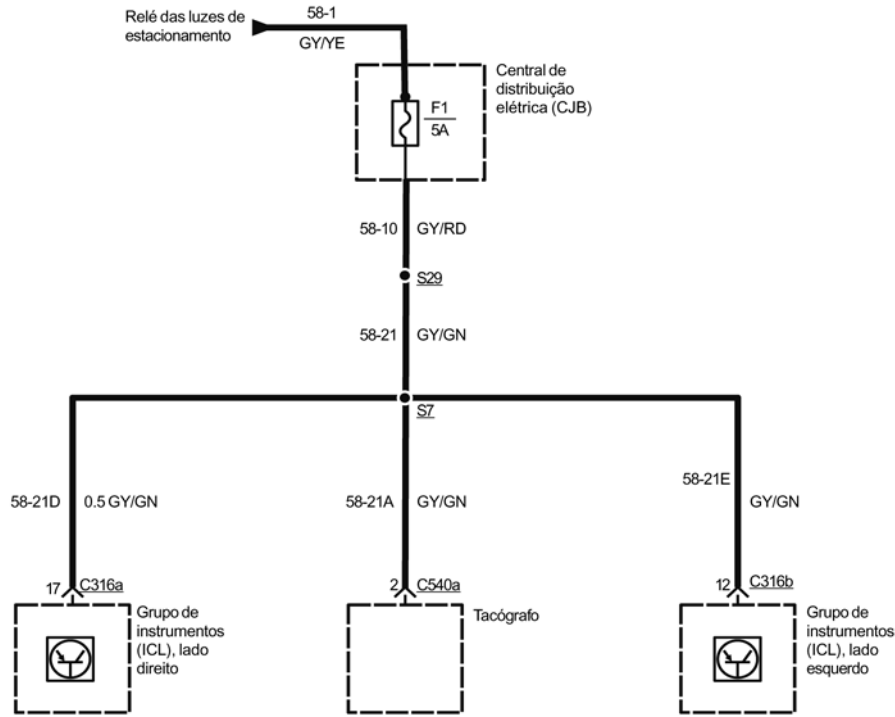 Relé das luzes de
estacionamento
58-1
GY/YE
Central de
distribuição
elétrica (CJB)
F1
5A
58-10 GY/RD
S29
58-21 GY/GN
S7
58-21D 0.5 GY/GN
58-21A GY/GN
58-21E
GY/GN
17 C316a
2 C540a
12 C316b
Grupo de
instrumentos
(ICL), lado
direito
Tacógrafo
Grupo de
instrumentos
(ICL), lado
esquerdo